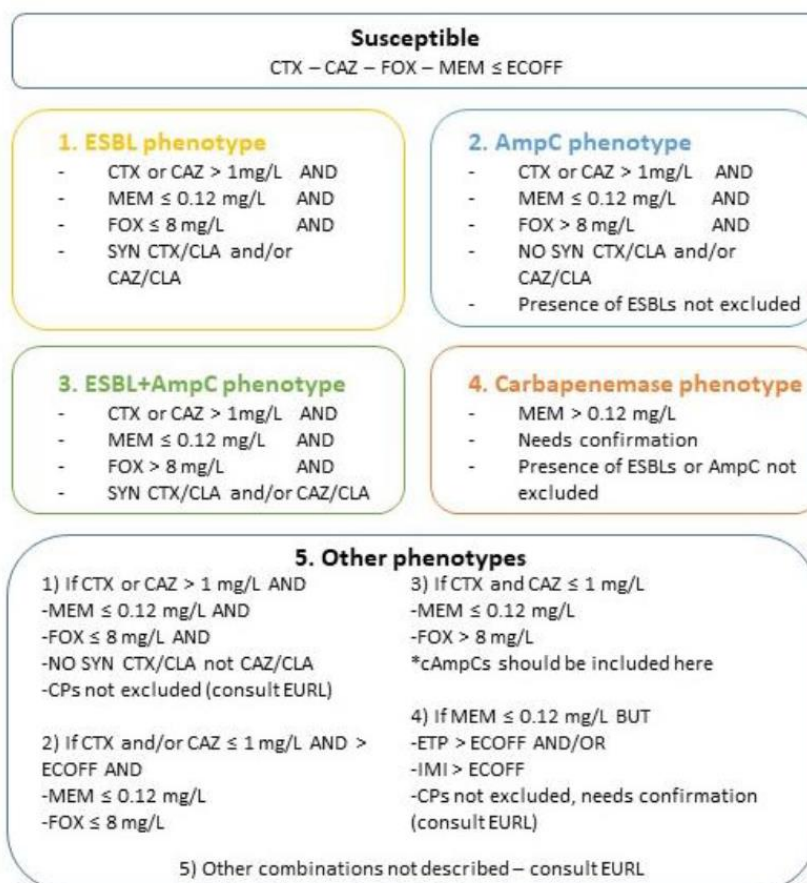 Susceptible
CTX – CAZ – FOX – MEM ≤ ECOFF
1. ESBL phenotype
- CTX or CAZ > 1mg/L AND
- MEM ≤ 0.12 mg/L AND
- FOX ≤ 8 mg/L AND
- SYN CTX/CLA and/or
CAZ/CLA
2. AmpC phenotype
- CTX or CAZ > 1mg/L AND
- MEM ≤ 0.12 mg/L AND
- FOX > 8 mg/L AND
- NO SYN CTX/CLA and/or
CAZ/CLA
- Presence of ESBLs not excluded
3. ESBL+AmpC phenotype
- CTX or CAZ > 1mg/L AND
- MEM ≤ 0.12 mg/L AND
- FOX > 8 mg/L AND
- SYN CTX/CLA and/or CAZ/CLA
4. Carbapenemase phenotype
- MEM > 0.12 mg/L
- Needs confirmation
- Presence of ESBLs or AmpC not
excluded
5. Other phenotypes
1) If CTX or CAZ > 1 mg/L AND
-MEM ≤ 0.12 mg/L AND
-FOX ≤ 8 mg/L AND
-NO SYN CTX/CLA not CAZ/CLA
-CPs not excluded (consult EURL)
2) If CTX and/or CAZ ≤ 1 mg/L AND >
ECOFF AND
-MEM ≤ 0.12 mg/L
-FOX ≤ 8 mg/L
3) If CTX and CAZ ≤ 1 mg/L
-MEM ≤ 0.12 mg/L
-FOX > 8 mg/L
*cAmpCs should be included here
4) If MEM ≤ 0.12 mg/L BUT
-ETP > ECOFF AND/OR
-IMI > ECOFF
-CPs not excluded, needs confirmation
(consult EURL)
5) Other combinations not described – consult EURL